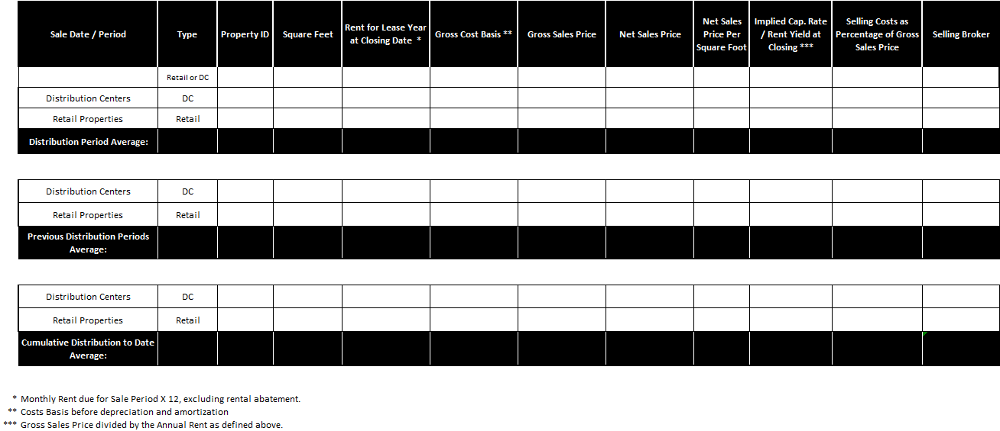 Sale Date / Period
Type
Property ID
Square Feet
Rent for Lease Year
at Closing Date *
Gross Cost Basis **
Gross Sales Price
Net Sales Price
Net Sales
Price Per
Square Foot
Implied Cap. Rate
/ Rent Yield at
Closing ***
Selling Costs as
Percentage of Gross
Sales Price
Selling Broker
Retail or DC
Distribution Centers DC
Retail Properties Retail
Distribution Period Average:
Distribution Centers DC
Retail Properties Retail
Previous Distribution Periods
Average:
Distribution Centers DC
Retail Properties Retail
Cumulative Distribution to Date
Average:
* Monthly Rent due for Sale Period X 12, excluding rental abatement.
** Costs Basis before depreciation and amortization
*** Gross Sales Price divided by the Annual Rent as defined above.